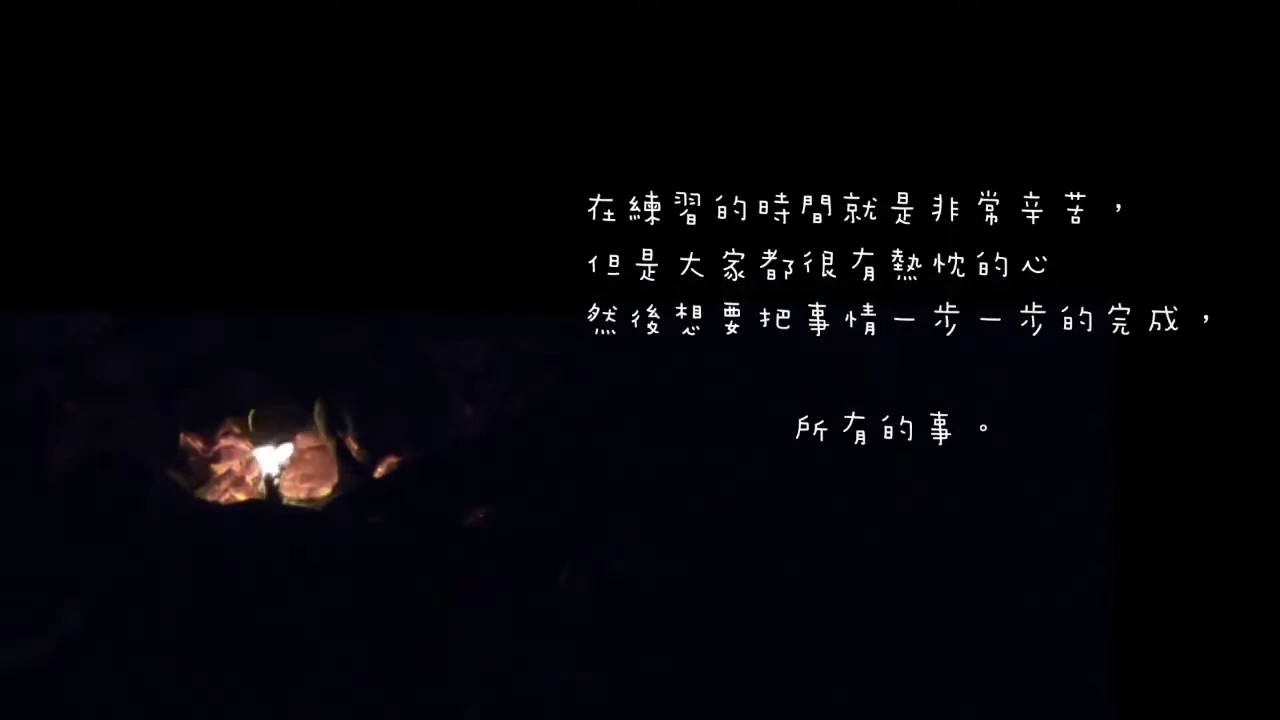 在練習的時間就是非常辛苦，
但是大家都很有熱忱的心
然後想要把事情一步一步的完成，
所有的事。